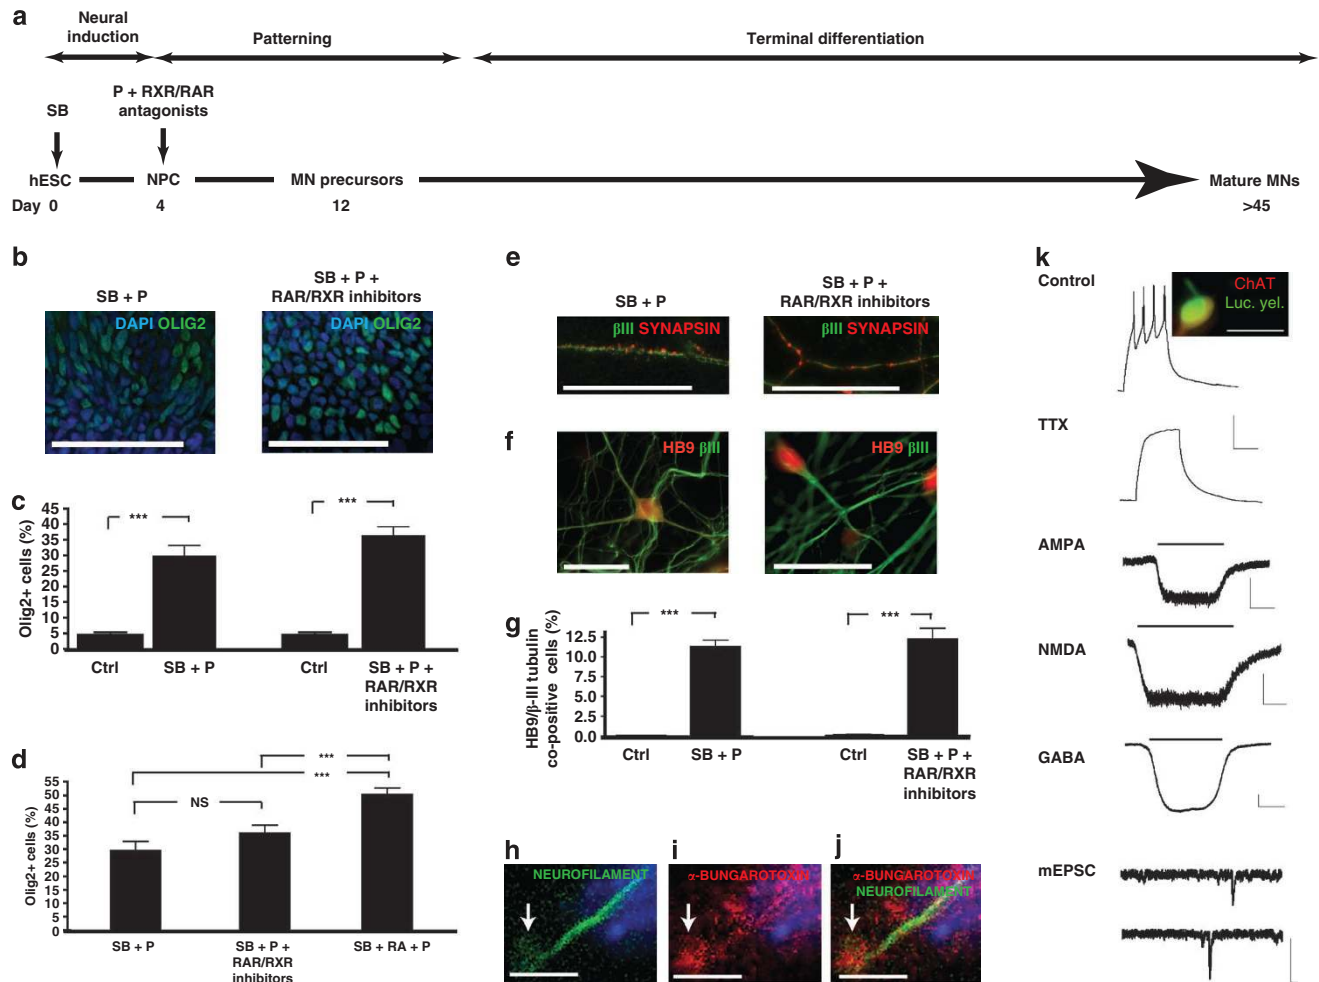 a
Neural
induction
Patterning
Terminal differentiation
SB
P + RXR/RAR
antagonists
hESC
NPC
MN precursors
Mature MNs
Day 0
4
12
>45
b
SB + P
SB + P +
RAR/RXR inhibitors
DAPI OLIG2
DAPI OLIG2
c
Olig2+ cells (%)
45
40
35
30
25
20
15
10
5
0
***
***
Ctrl
SB + P
Ctrl
SB + P +
RAR/RXR
inhibitors
d
Olig2+ cells (%)
55
50
45
40
35
30
25
20
15
10
5
0
***
***
NS
SB + P
SB + P +
RAR/RXR
inhibitors
SB + RA + P
e
SB + P
SB + P +
RAR/RXR inhibitors
βIII SYNAPSIN
βIII SYNAPSIN
f
HB9 βIII
HB9 βIII
g
HB9/β-III tubulin
co-positive cells (%)
12.5
10.0
7.5
5.0
2.5
0.0
***
***
Ctrl
SB + P
Ctrl
SB + P +
RAR/RXR
inhibitors
h
NEUROFILAMENT
i
α-BUNGAROTOXIN
j
α-BUNGAROTOXIN
NEUROFILAMENT
k
Control
ChAT
Luc. yel.
TTX
AMPA
NMDA
GABA
mEPSC